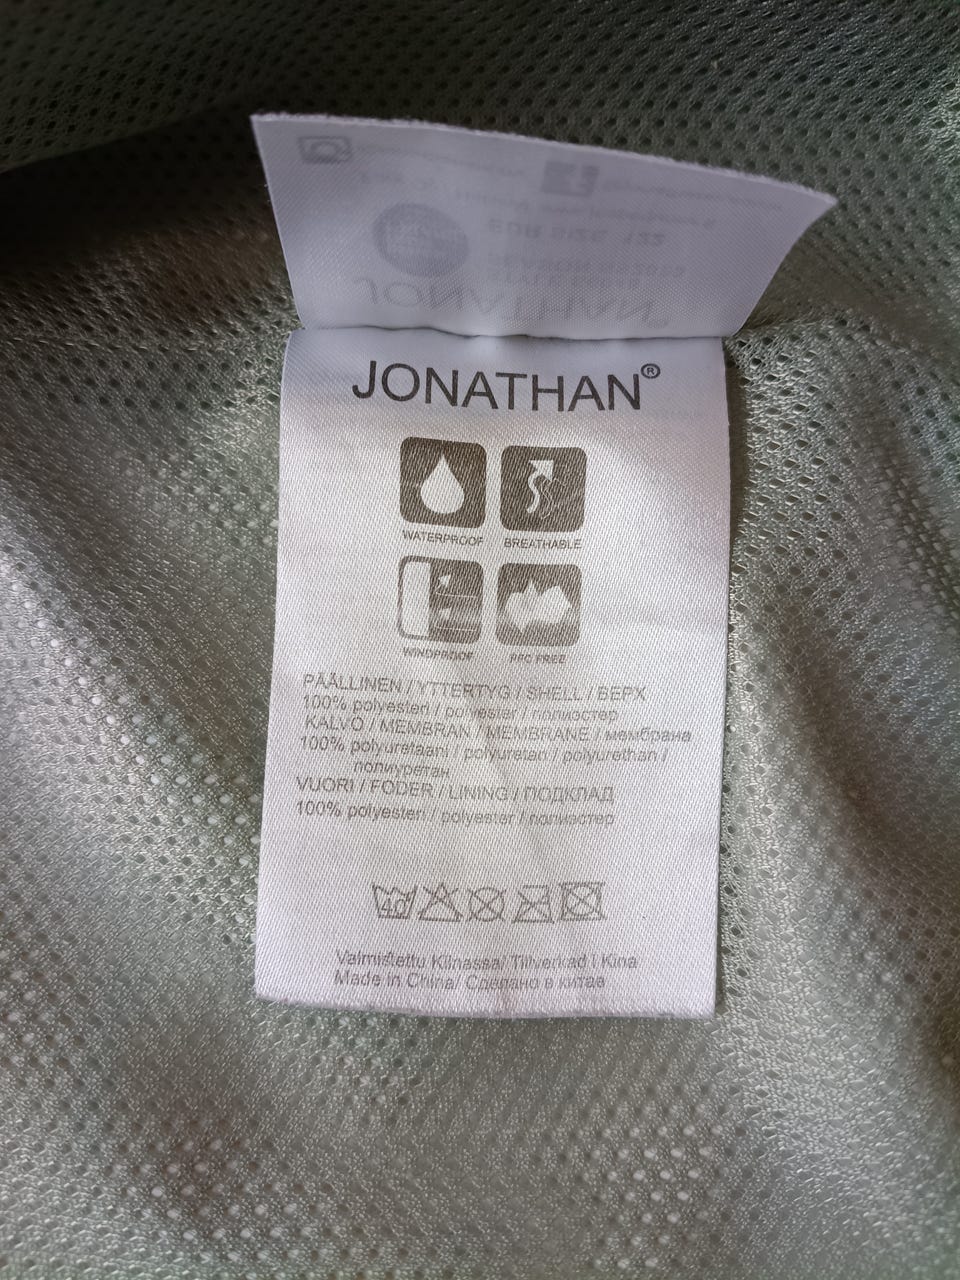 JONATHAN®
WATERPROOF BREATHABLE
WINDPROOF PFC FREE
PÄÄLLINEN / YTTERTYG / SHELL / ВЕРХ
100% polyesteri / polyester / полиэстер
KALVO / MEMBRAN / MEMBRANE / мембрана
100% polyuretaani / polyuretan / polyurethan /
полиуретан
VUORI / FODER / LINING / ПОДКЛАД
100% polyesteri / polyester / полиэстер
40
Valmistettu Kiinassa/ Tillverkad i Kina
Made in China/ Сделано в китае